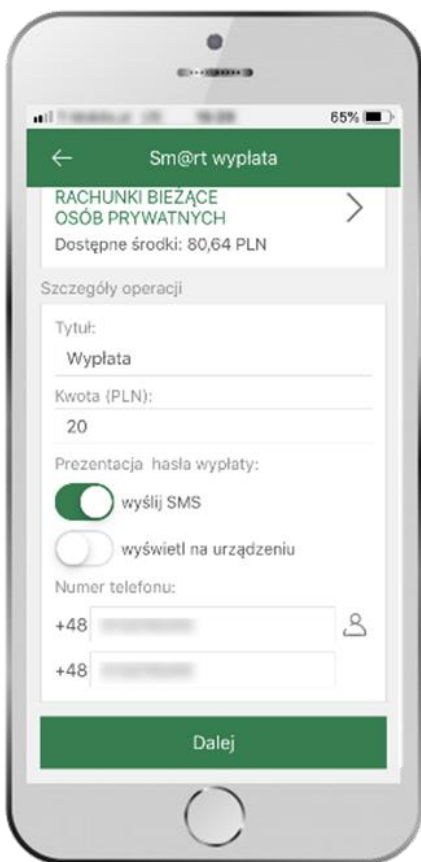 65%
Sm@rt wypłata
RACHUNKI BIEŻĄCE
OSÓB PRYWATNYCH
Dostępne środki: 80,64 PLN
Szczegóły operacji
Tytuł:
Wypłata
Kwota (PLN):
20
Prezentacja hasła wypłaty:
wyślij SMS
wyświetl na urządzeniu
Numer telefonu:
+48
+48
Dalej